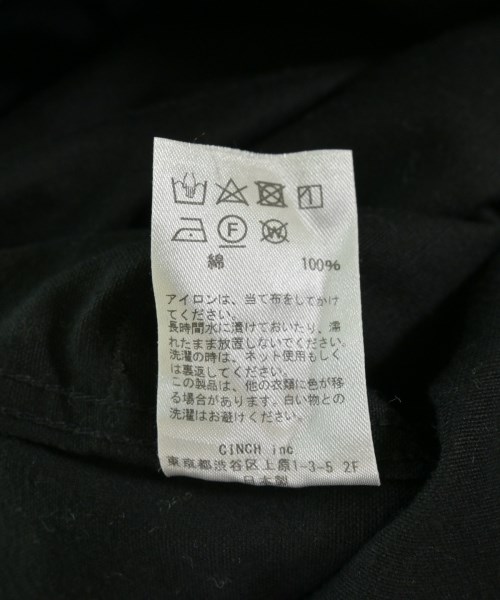 綿 100%
アイロンは、当て布をしてかけ
てください。
長時間水に漬けておいたり、濡
れたまま放置しないでください。
洗濯の時は、ネット使用もしく
は裏返してください。
この製品は、他の衣類に色が移
る場合があります。白い物との
洗濯はお避けください。
CINCH inc
東京都渋谷区上原1-3-5 2F
日本製